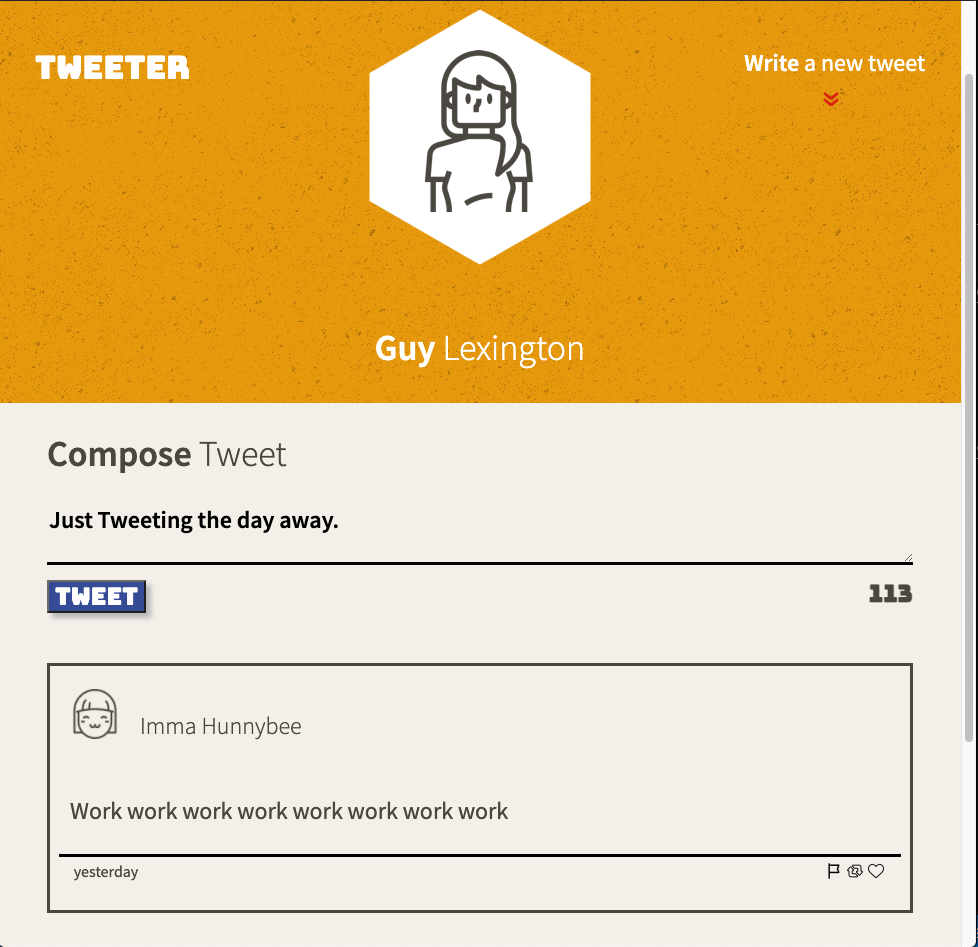 TWEETER
Write a new tweet
Guy Lexington
Compose Tweet
Just Tweeting the day away.
TWEET
113
Imma Hunnybee
Work work work work work work work work
yesterday